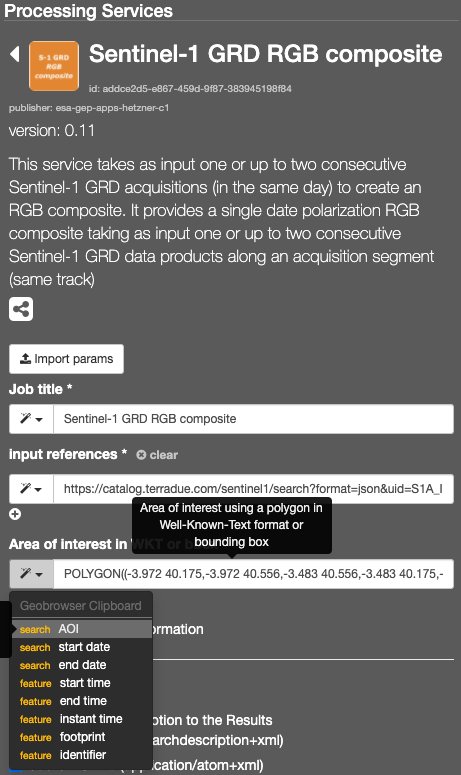 Processing Services
S-1 GRD
RGB
composite
Sentinel-1 GRD RGB composite
id: addce2d5-e867-459d-9f87-383945198f84
publisher: esa-gep-apps-hetzner-c1
version: 0.11
This service takes as input one or up to two consecutive
Sentinel-1 GRD acquisitions (in the same day) to create an
RGB composite. It provides a single date polarization RGB
composite taking as input one or up to two consecutive
Sentinel-1 GRD data products along an acquisition segment
(same track)
Import params
Job title *
Sentinel-1 GRD RGB composite
input references * clear
https://catalog.terradue.com/sentinel1/search?format=json&uid=S1A_I
Area of interest using a polygon in
Well-Known-Text format or
bounding box
Area of interest in WKT or bbox
POLYGON((-3.972 40.175,-3.972 40.556,-3.483 40.556,-3.483 40.175,-
Geobrowser Clipboard
search AOI
ormation
search start date
search end date
feature start time
feature end time
feature instant time
ption to the Results
feature footprint
archdescription+xml)
feature identifier
pplication/atom+xml)